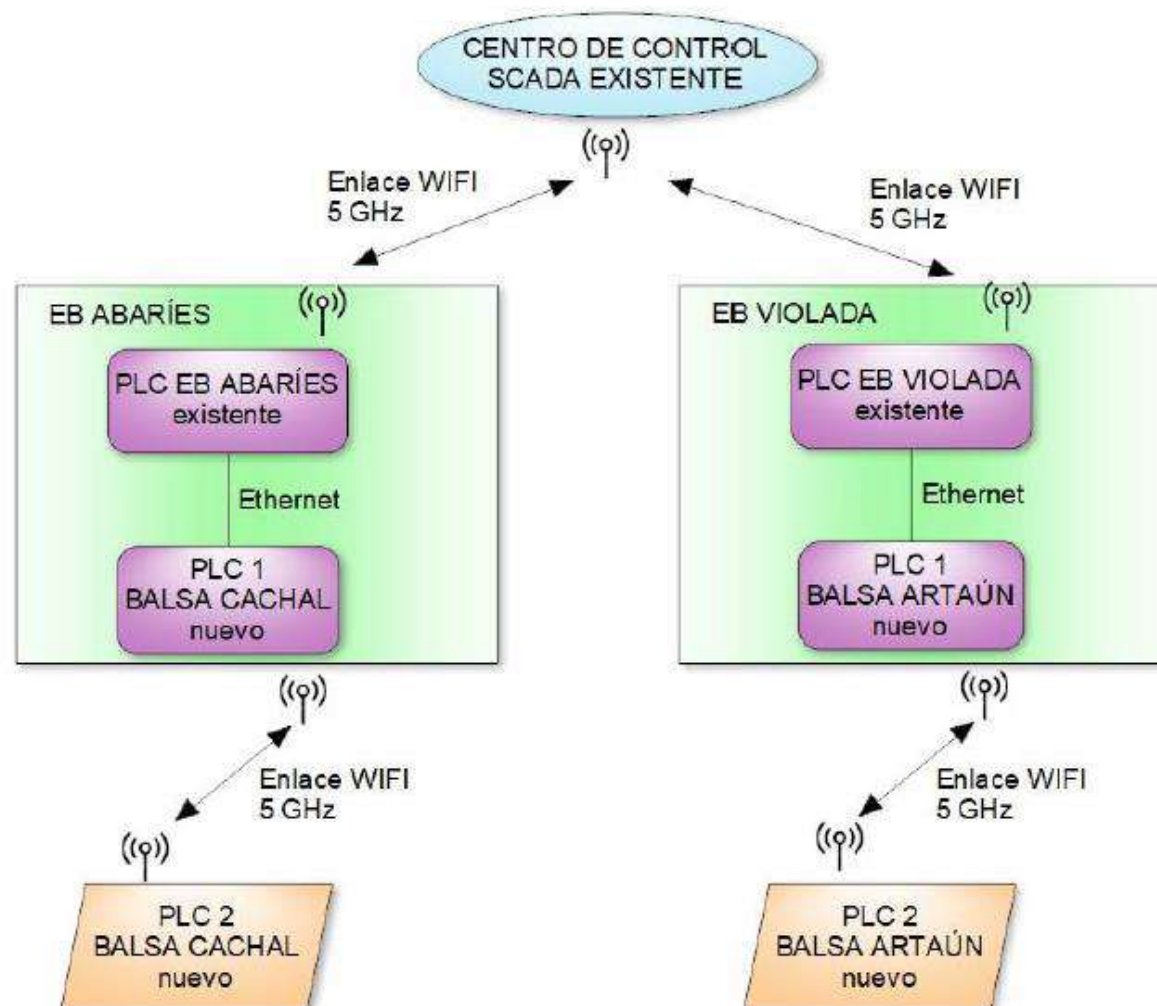 CENTRO DE CONTROL
SCADA EXISTENTE
Enlace WIFI
5 GHz
Enlace WIFI
5 GHz
EB ABARÍES
PLC EB ABARÍES
existente
Ethernet
PLC 1
BALSA CACHAL
nuevo
EB VIOLADA
PLC EB VIOLADA
existente
Ethernet
PLC 1
BALSA ARTAÚN
nuevo
Enlace WIFI
5 GHz
Enlace WIFI
5 GHz
PLC 2
BALSA CACHAL
nuevo
PLC 2
BALSA ARTAÚN
nuevo